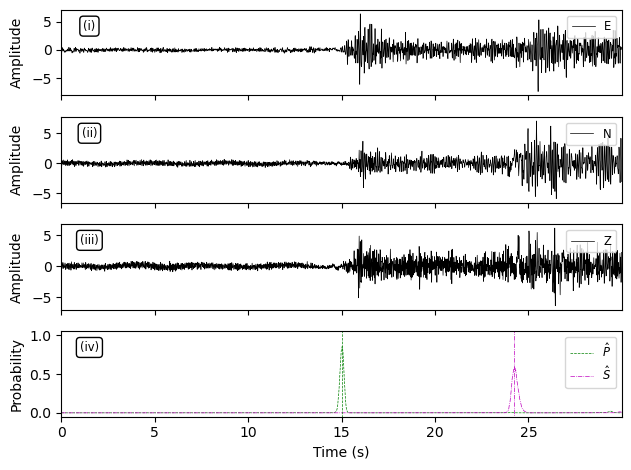 (i)
E
Amplitude
5
0
−5
(ii)
N
Amplitude
5
0
−5
(iii)
Z
Amplitude
5
0
−5
(iv)
P̂
Ŝ
Probability
1.0
0.5
0.0
0 5 10 15 20 25
Time (s)